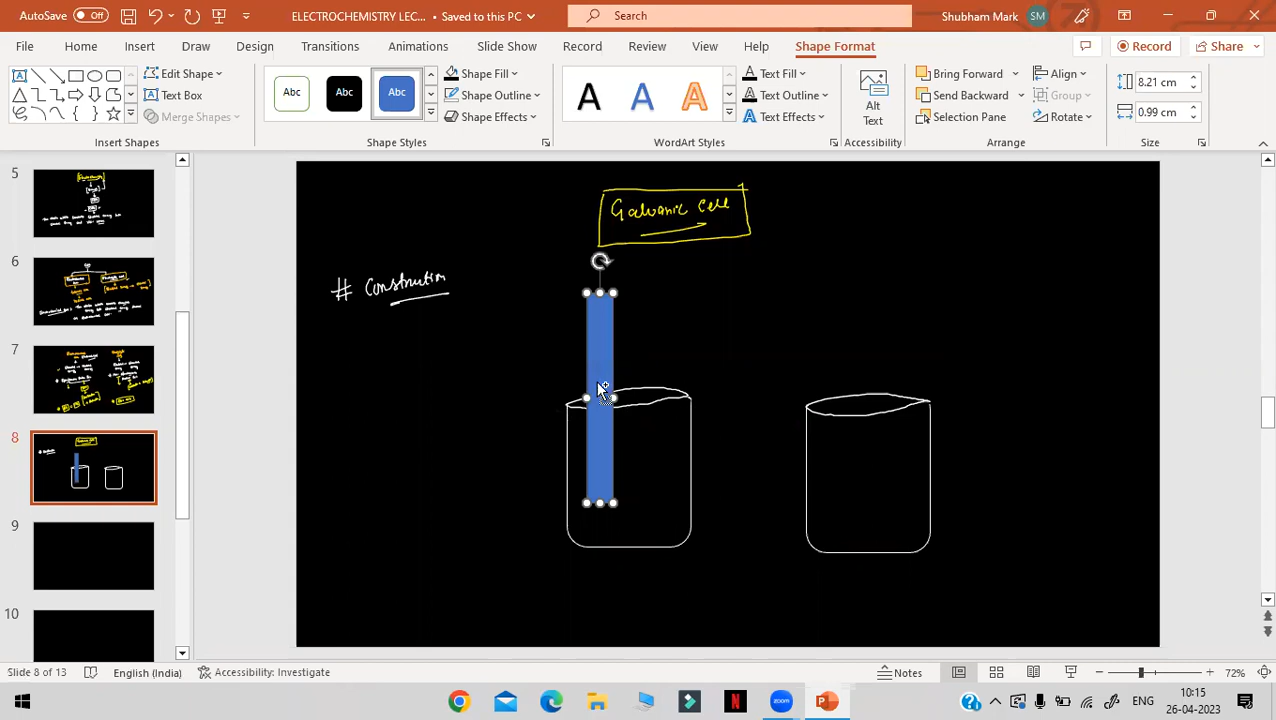 AutoSave Off ELECTROCHEMISTRY LEC... • Saved to this PC Search Shubham Mark SM
File Home Insert Draw Design Transitions Animations Slide Show Record Review View Help Shape Format Record Share
Edit Shape
Text Box
Merge Shapes
Insert Shapes
Abc Abc Abc
Shape Fill
Shape Outline
Shape Effects
Shape Styles
A A A
Text Fill
Text Outline
Text Effects
WordArt Styles
Alt
Text
Accessibility
Bring Forward
Send Backward
Selection Pane
Align
Group
Rotate
Arrange
8.21 cm
0.99 cm
Size
5
6
7
8
9
10
Galvanic Cell
# Construction
Slide 8 of 13 English (India) Accessibility: Investigate Notes 72%
zoom
ENG
10:15
26-04-2023